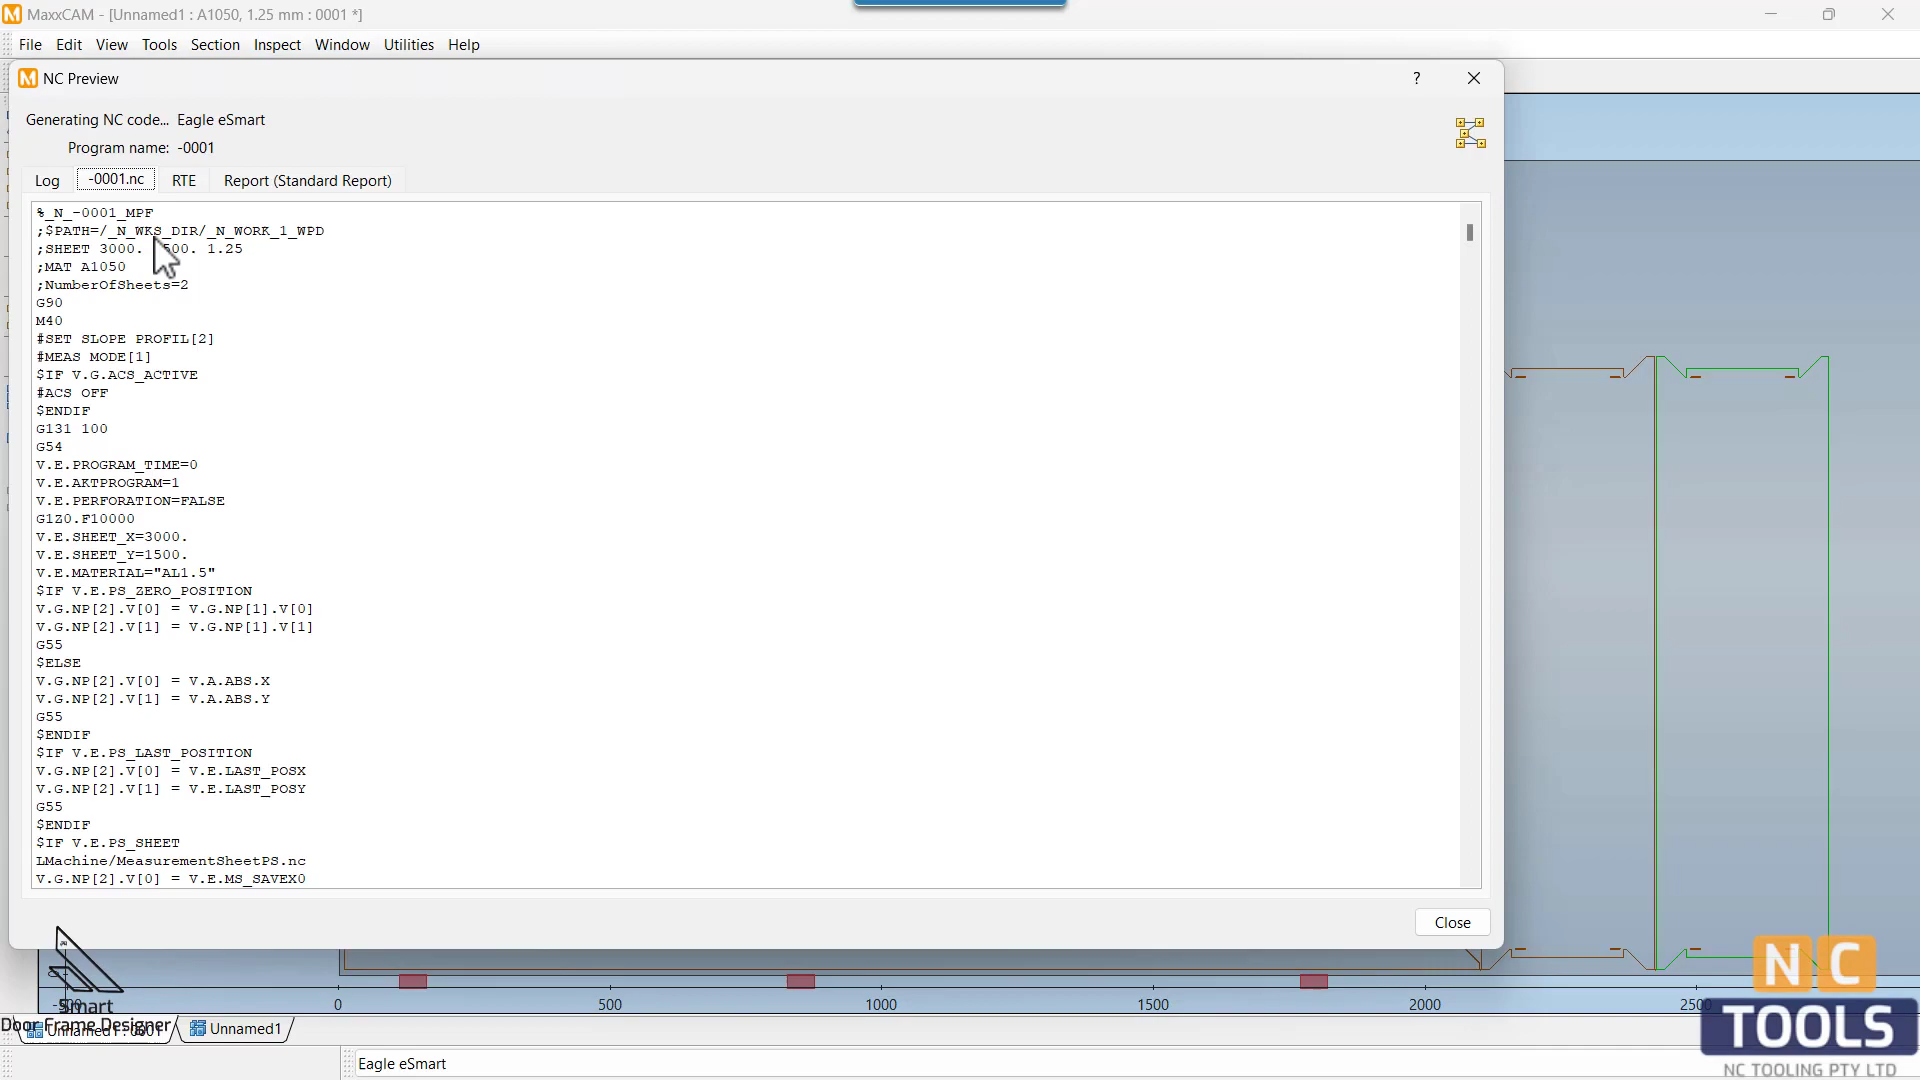 MaxxCAM - [Unnamed1 : A1050, 1.25 mm : 0001 *]
File Edit View Tools Section Inspect Window Utilities Help
NC Preview
?
Generating NC code... Eagle eSmart
Program name: -0001
Log -0001.nc RTE Report (Standard Report)
%_N_-0001_MPF
;$PATH=/_N_WKS_DIR/_N_WORK_1_WPD
;SHEET 3000. 500. 1.25
;MAT A1050
;NumberOfSheets=2
G90
M40
#SET SLOPE PROFIL[2]
#MEAS MODE[1]
$IF V.G.ACS_ACTIVE
#ACS OFF
$ENDIF
G131 100
G54
V.E.PROGRAM_TIME=0
V.E.AKTPROGRAM=1
V.E.PERFORATION=FALSE
G1Z0.F10000
V.E.SHEET_X=3000.
V.E.SHEET_Y=1500.
V.E.MATERIAL="AL1.5"
$IF V.E.PS_ZERO_POSITION
V.G.NP[2].V[0] = V.G.NP[1].V[0]
V.G.NP[2].V[1] = V.G.NP[1].V[1]
G55
$ELSE
V.G.NP[2].V[0] = V.A.ABS.X
V.G.NP[2].V[1] = V.A.ABS.Y
G55
$ENDIF
$IF V.E.PS_LAST_POSITION
V.G.NP[2].V[0] = V.E.LAST_POSX
V.G.NP[2].V[1] = V.E.LAST_POSY
G55
$ENDIF
$IF V.E.PS_SHEET
LMachine/MeasurementSheetPS.nc
V.G.NP[2].V[0] = V.E.MS_SAVEX0
Close
0 500 1000 1500 2000 2500
Smart
Door Frame Designer
Unnamed1 : 0001 Unnamed1
Eagle eSmart
NC
TOOLS
NC TOOLING PTY LTD